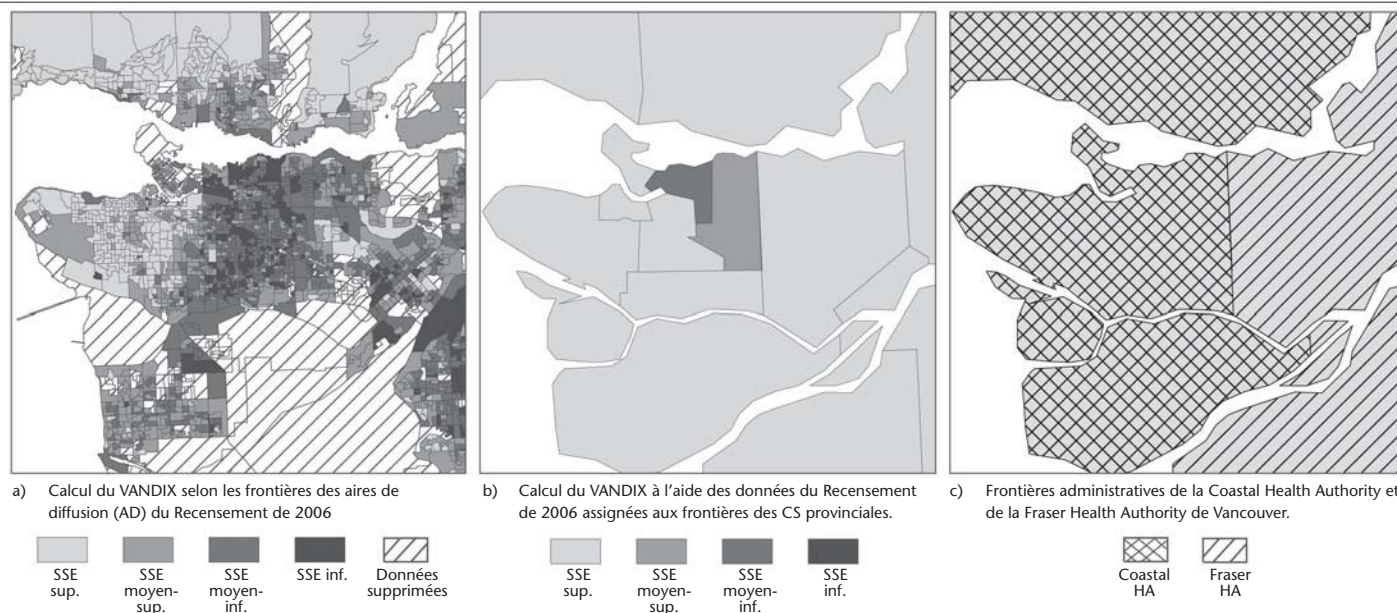 a) Calcul du VANDIX selon les frontières des aires de
diffusion (AD) du Recensement de 2006
SSE
sup.
SSE
moyen-
sup.
SSE
moyen-
inf.
SSE inf.
Données
supprimées
b) Calcul du VANDIX à l’aide des données du Recensement
de 2006 assignées aux frontières des CS provinciales.
SSE
sup.
SSE
moyen-
sup.
SSE
moyen-
inf.
SSE
inf.
c) Frontières administratives de la Coastal Health Authority et
de la Fraser Health Authority de Vancouver.
Coastal
HA
Fraser
HA